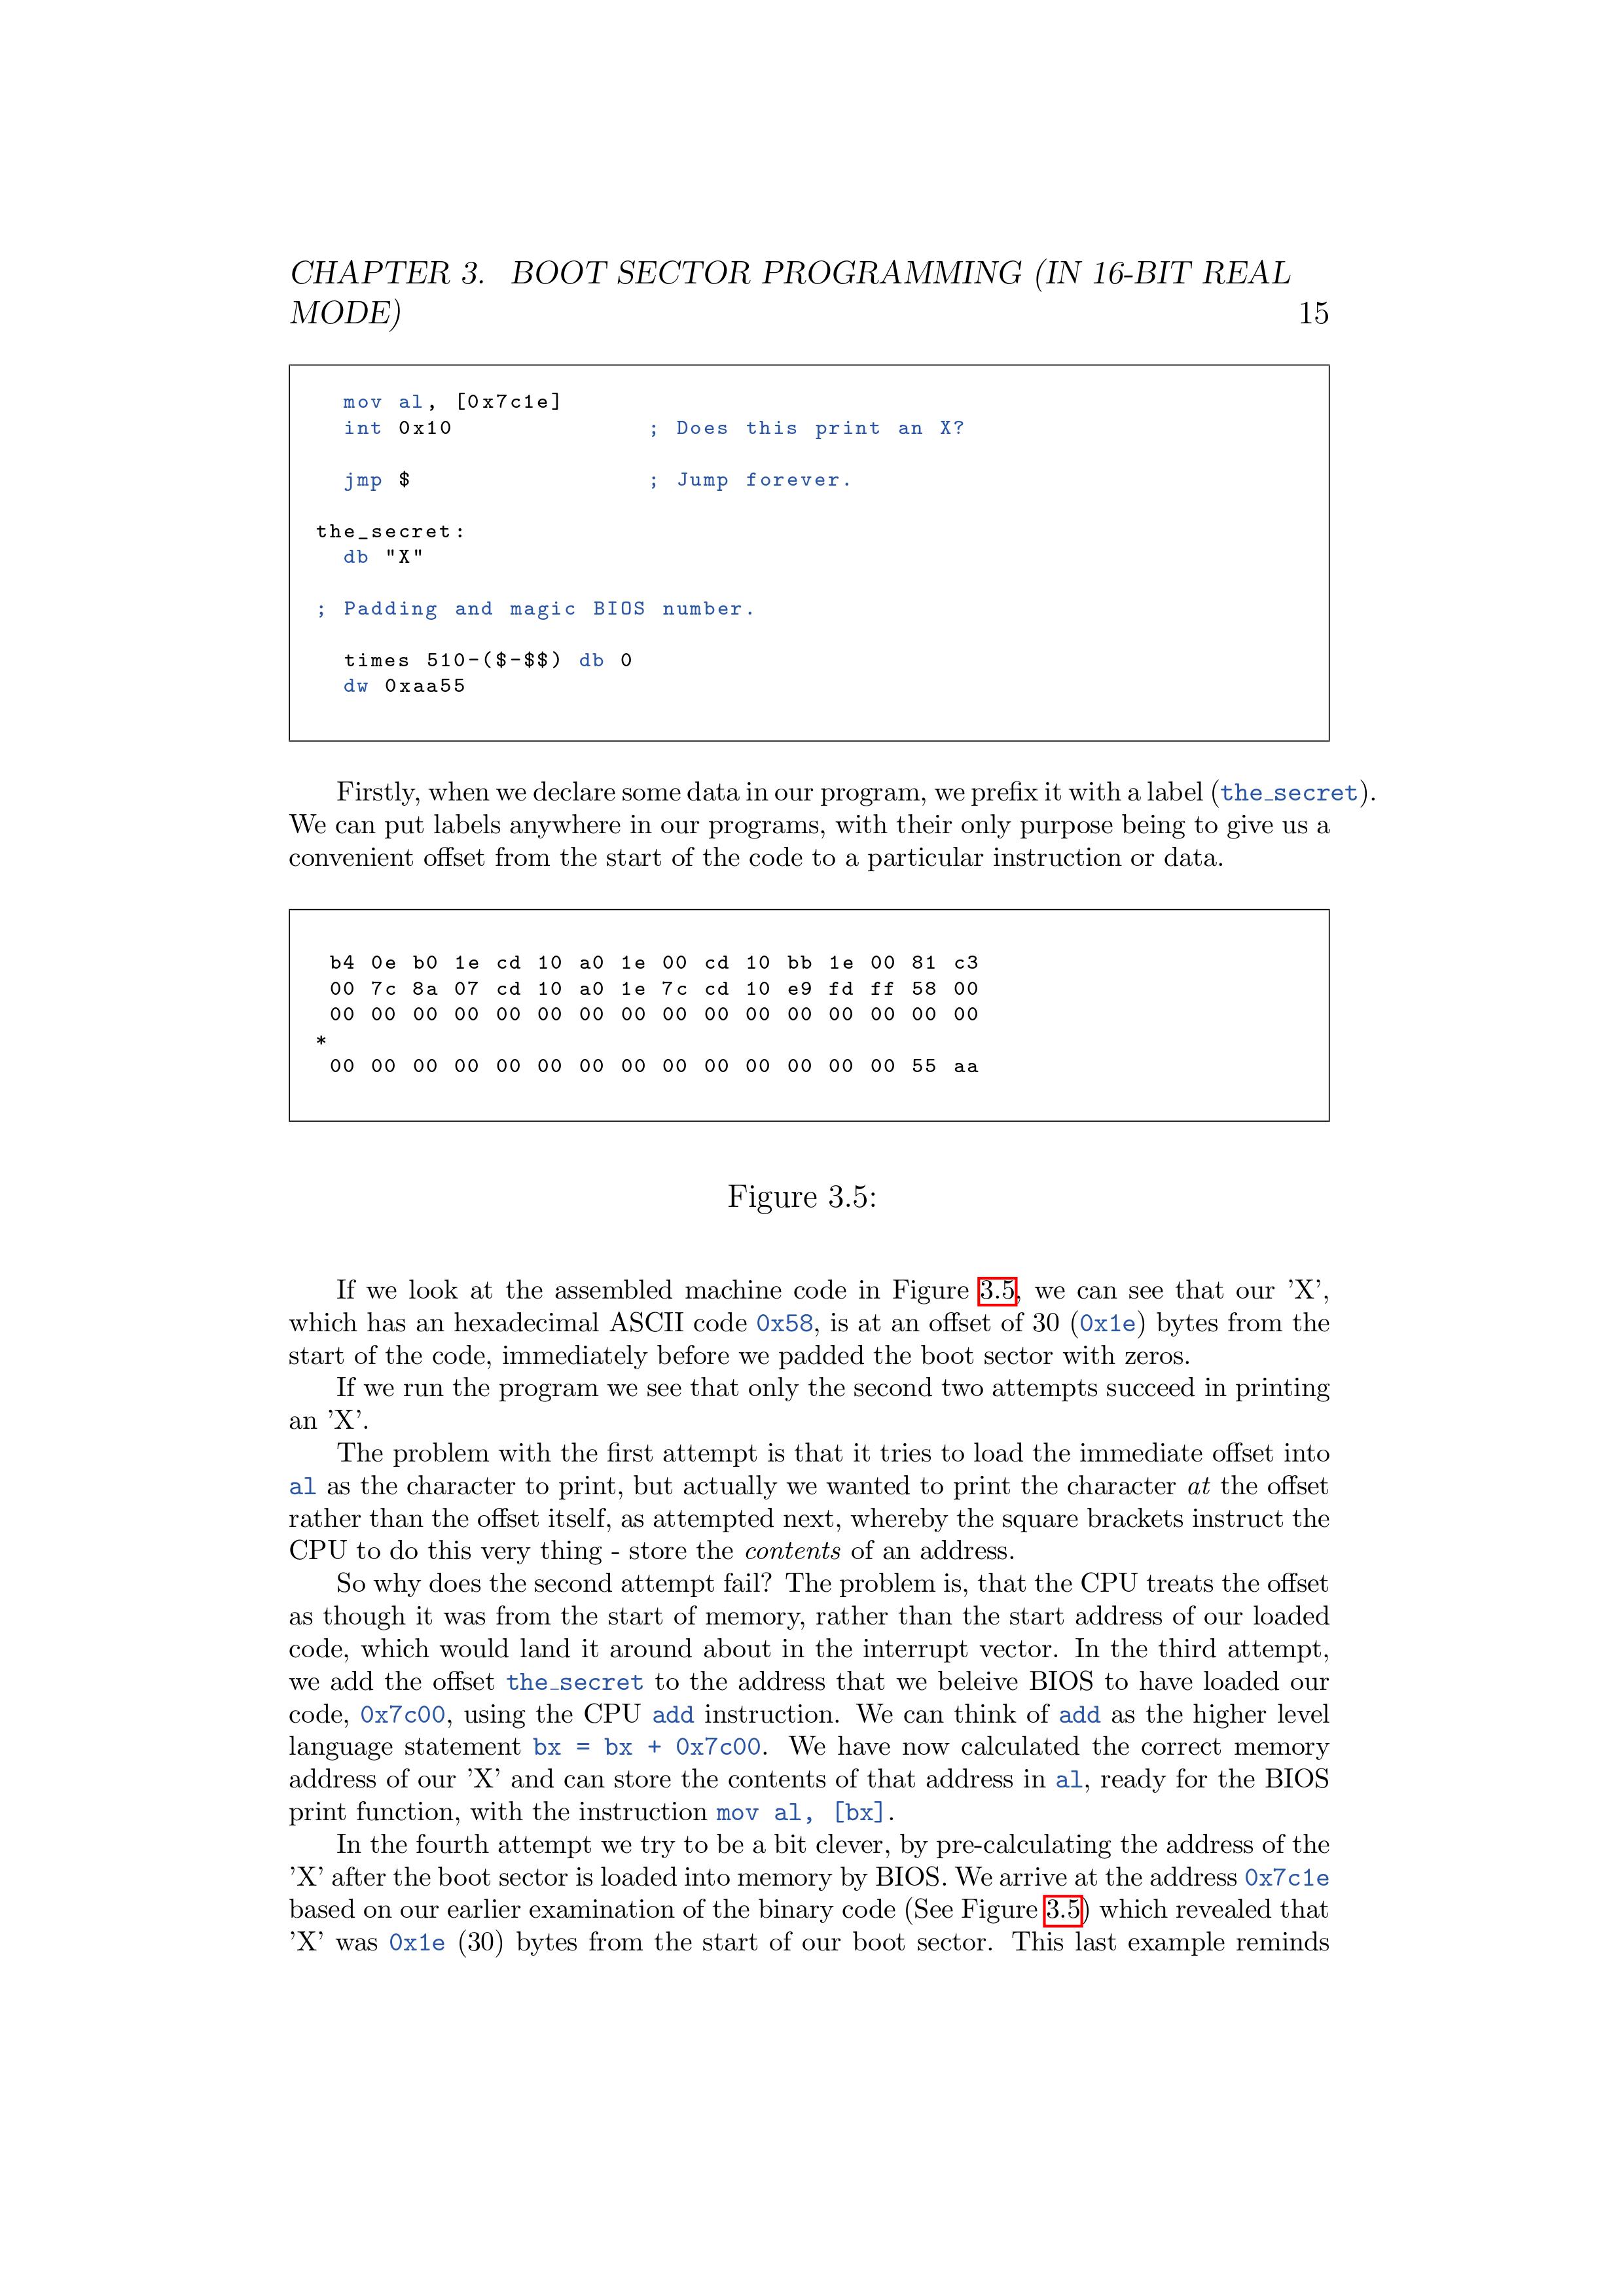 CHAPTER 3. BOOT SECTOR PROGRAMMING (IN 16-BIT REAL
MODE) 15
mov al, [0x7c1e]
int 0x10 ; Does this print an X?
jmp $ ; Jump forever.
the_secret:
db "X"
; Padding and magic BIOS number.
times 510-($-$$) db 0
dw 0xaa55
Firstly, when we declare some data in our program, we prefix it with a label (the_secret).
We can put labels anywhere in our programs, with their only purpose being to give us a
convenient offset from the start of the code to a particular instruction or data.
b4 0e b0 1e cd 10 a0 1e 00 cd 10 bb 1e 00 81 c3
00 7c 8a 07 cd 10 a0 1e 7c cd 10 e9 fd ff 58 00
00 00 00 00 00 00 00 00 00 00 00 00 00 00 00 00
*
00 00 00 00 00 00 00 00 00 00 00 00 00 00 55 aa
Figure 3.5:
If we look at the assembled machine code in Figure 3.5, we can see that our 'X',
which has an hexadecimal ASCII code 0x58, is at an offset of 30 (0x1e) bytes from the
start of the code, immediately before we padded the boot sector with zeros.
If we run the program we see that only the second two attempts succeed in printing
an 'X'.
The problem with the first attempt is that it tries to load the immediate offset into
al as the character to print, but actually we wanted to print the character at the offset
rather than the offset itself, as attempted next, whereby the square brackets instruct the
CPU to do this very thing - store the contents of an address.
So why does the second attempt fail? The problem is, that the CPU treats the offset
as though it was from the start of memory, rather than the start address of our loaded
code, which would land it around about in the interrupt vector. In the third attempt,
we add the offset the_secret to the address that we beleive BIOS to have loaded our
code, 0x7c00, using the CPU add instruction. We can think of add as the higher level
language statement bx = bx + 0x7c00. We have now calculated the correct memory
address of our 'X' and can store the contents of that address in al, ready for the BIOS
print function, with the instruction mov al, [bx].
In the fourth attempt we try to be a bit clever, by pre-calculating the address of the
'X' after the boot sector is loaded into memory by BIOS. We arrive at the address 0x7c1e
based on our earlier examination of the binary code (See Figure 3.5) which revealed that
'X' was 0x1e (30) bytes from the start of our boot sector. This last example reminds